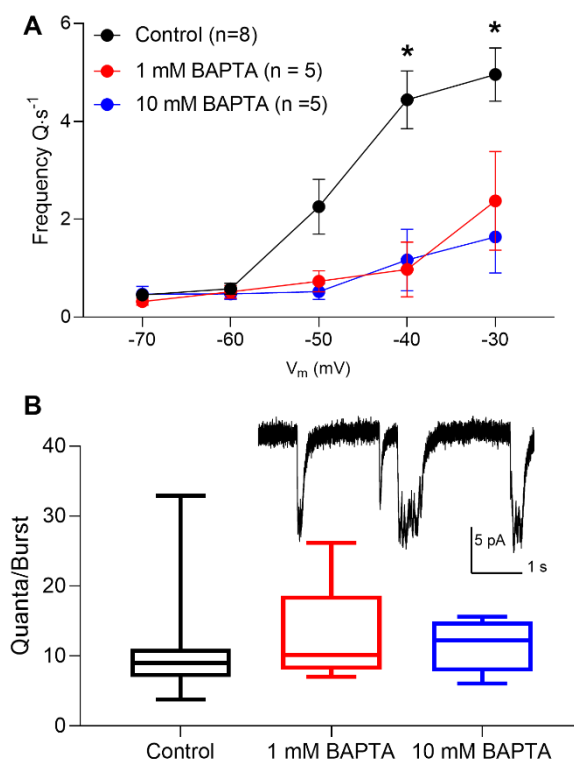 A
Control (n=8)
1 mM BAPTA (n = 5)
10 mM BAPTA (n =5)
* *
Frequency Q·s⁻¹
6
4
2
0
-70 -60 -50 -40 -30
Vₘ (mV)
B
Quanta/Burst
40
30
20
10
0
5 pA
1 s
Control 1 mM BAPTA 10 mM BAPTA